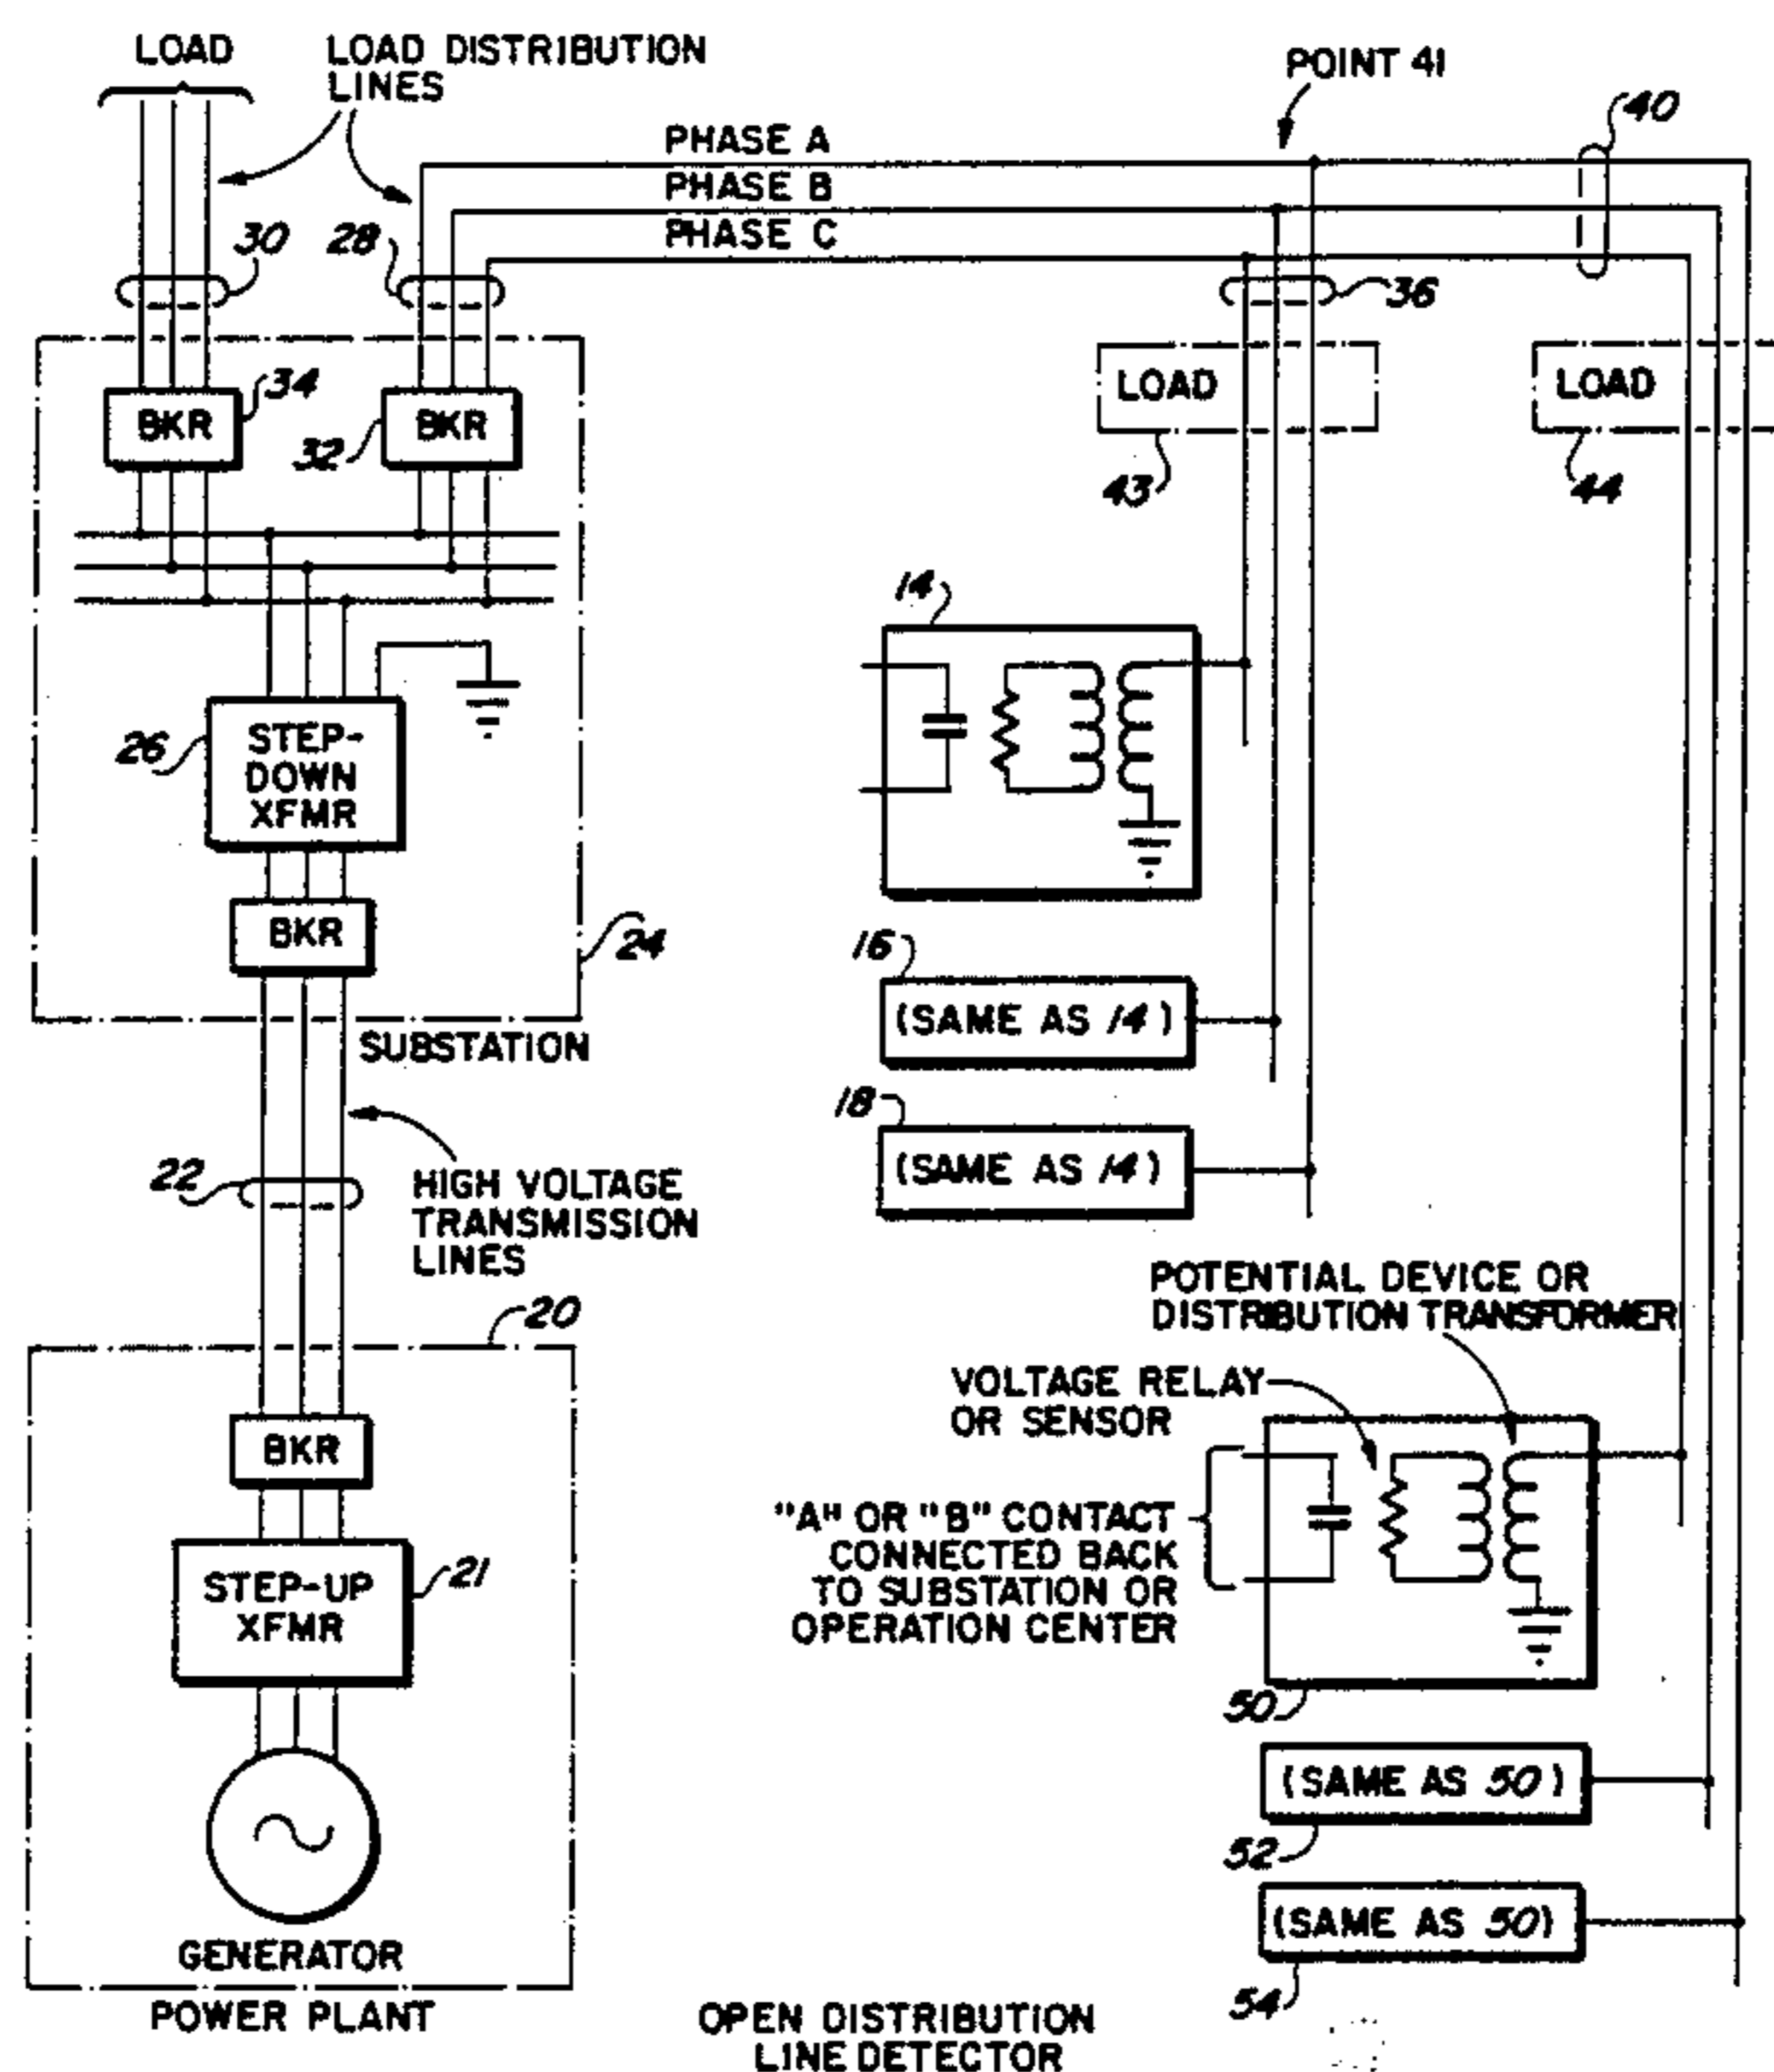 LOAD
LOAD DISTRIBUTION
LINES
POINT 41
40
PHASE A
PHASE B
PHASE C
30
28
36
34
BKR
32
BKR
LOAD
43
LOAD
44
14
26
STEP-
DOWN
XFMR
BKR
24
SUBSTATION
16
(SAME AS 14)
18
(SAME AS 14)
22
HIGH VOLTAGE
TRANSMISSION
LINES
20
POTENTIAL DEVICE OR
DISTRIBUTION TRANSFORMER
VOLTAGE RELAY
OR SENSOR
BKR
STEP-UP
XFMR
21
"A" OR "B" CONTACT
CONNECTED BACK
TO SUBSTATION OR
OPERATION CENTER
50
(SAME AS 50)
52
(SAME AS 50)
54
GENERATOR
POWER PLANT
OPEN DISTRIBUTION
LINE DETECTOR